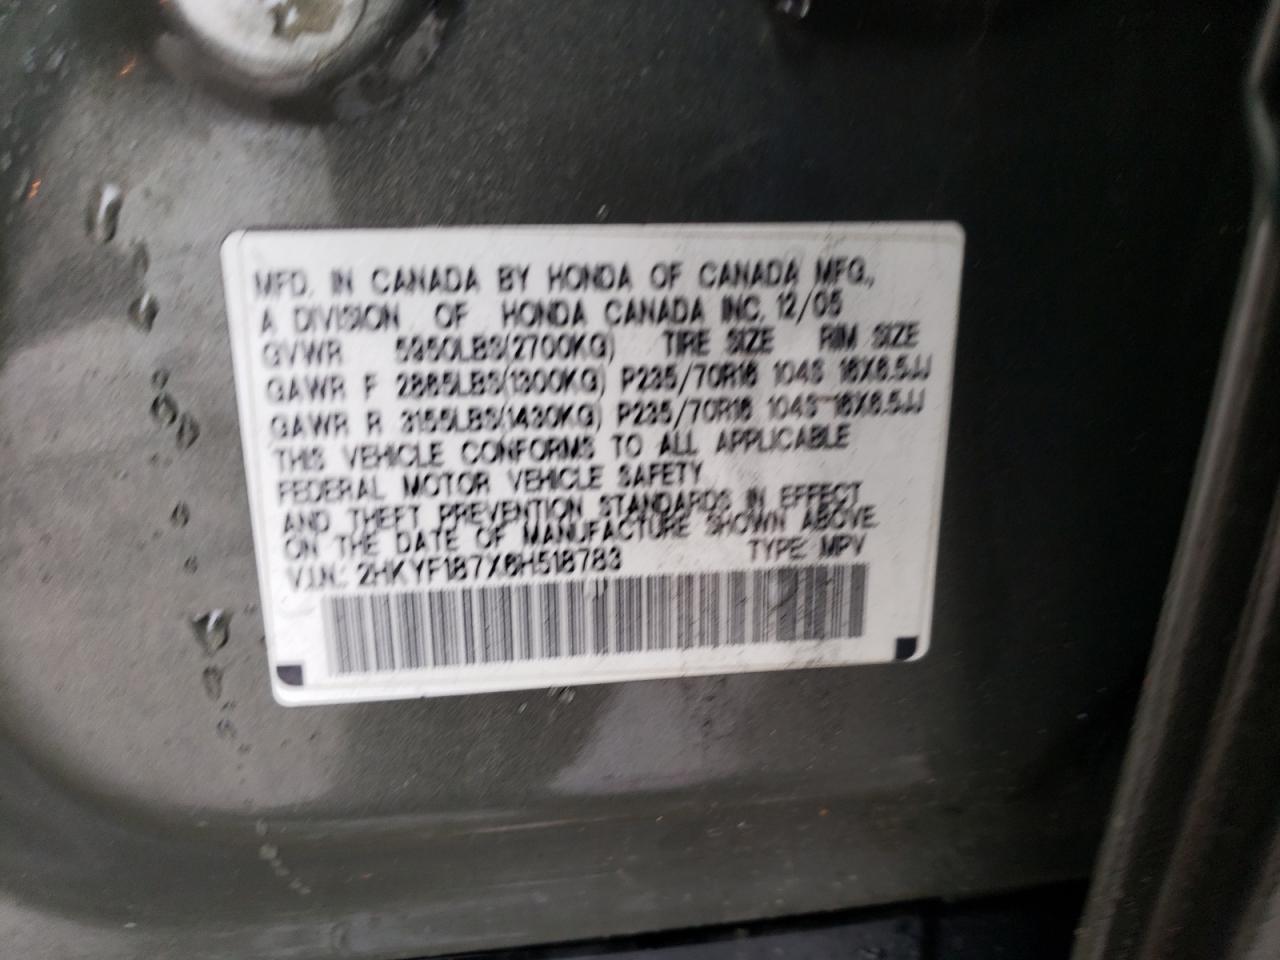 MFD. IN CANADA BY HONDA OF CANADA MFG.,
A DIVISION OF HONDA CANADA INC. 12/05
GVWR 5950LBS(2700KG) TIRE SIZE RIM SIZE
GAWR F 2865LBS(1300KG) P235/70R16 104S 16X6.5JJ
GAWR R 3155LBS(1430KG) P235/70R16 104S 16X6.5JJ
THIS VEHICLE CONFORMS TO ALL APPLICABLE
FEDERAL MOTOR VEHICLE SAFETY
AND THEFT PREVENTION STANDARDS IN EFFECT
ON THE DATE OF MANUFACTURE SHOWN ABOVE.
V.I.N.: 2HKYF187X6H518783 TYPE: MPV